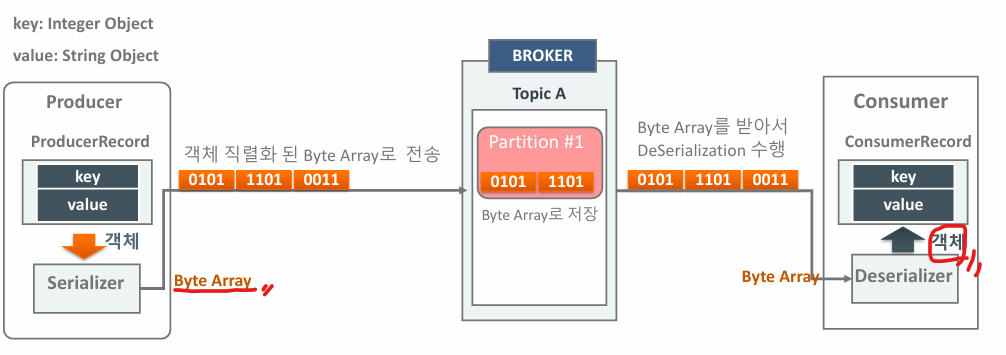 key: Integer Object
value: String Object
Producer
ProducerRecord
key
value
객체
Serializer
객체 직렬화 된 Byte Array로 전송
0101 1101 0011
Byte Array
BROKER
Topic A
Partition #1
0101 1101
Byte Array로 저장
Byte Array를 받아서
DeSerialization 수행
0101 1101 0011
Byte Array
Consumer
ConsumerRecord
key
value
객체
Deserializer